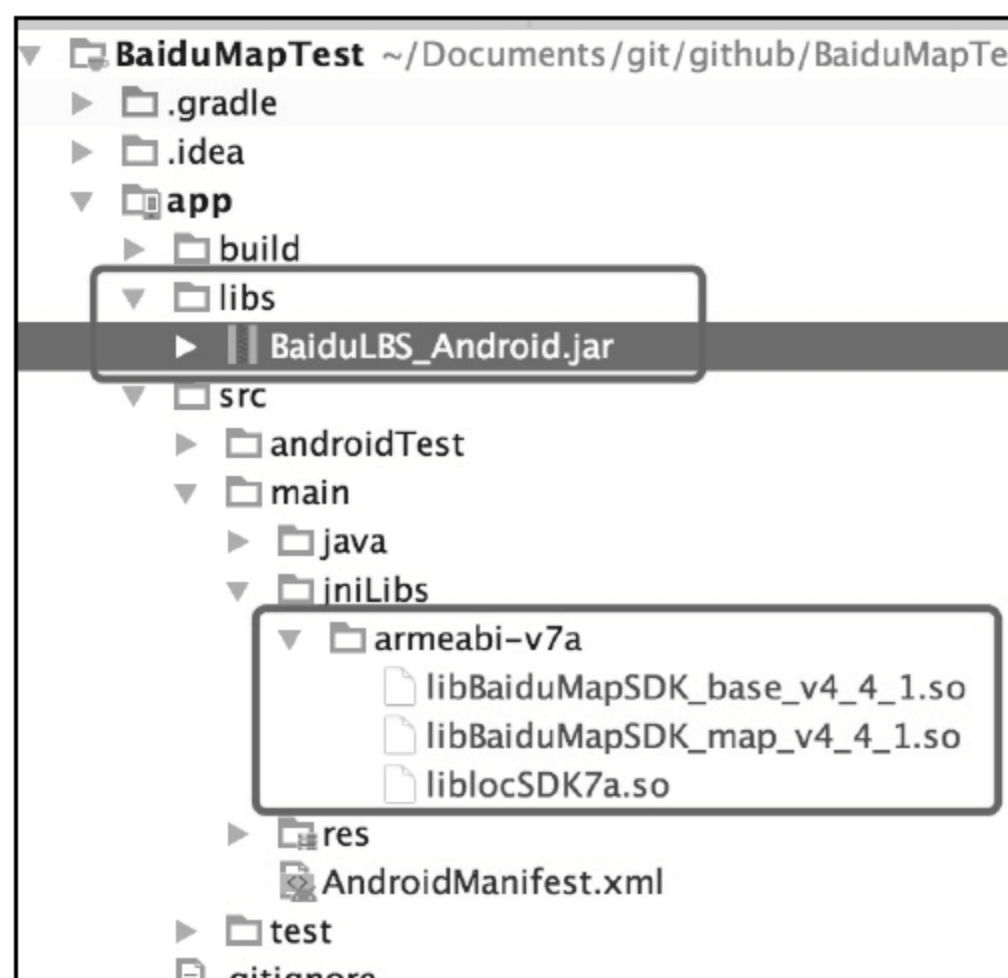 BaiduMapTest ~/Documents/git/github/BaiduMapTe
.gradle
.idea
app
build
libs
BaiduLBS_Android.jar
src
androidTest
main
java
jniLibs
armeabi-v7a
libBaiduMapSDK_base_v4_4_1.so
libBaiduMapSDK_map_v4_4_1.so
liblocSDK7a.so
res
AndroidManifest.xml
test
.gitignore